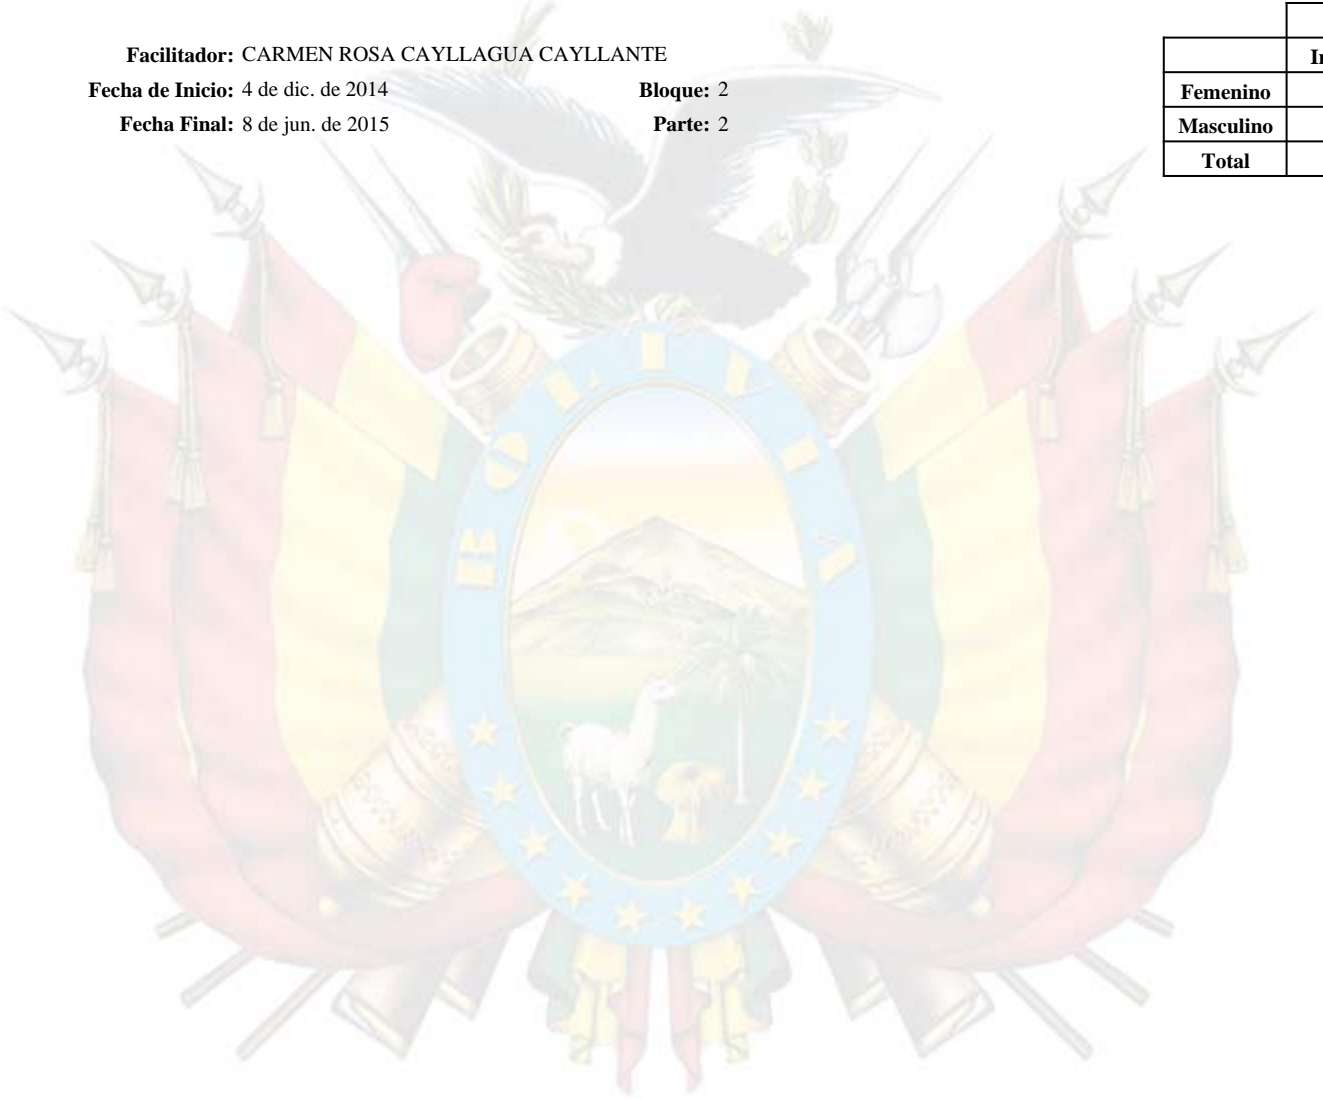 Facilitador: CARMEN ROSA CAYLLAGUA CAYLLANTE
Fecha de Inicio: 4 de dic. de 2014 Bloque: 2
Fecha Final: 8 de jun. de 2015 Parte: 2
Femenino
Masculino
Total
BOLIVIA